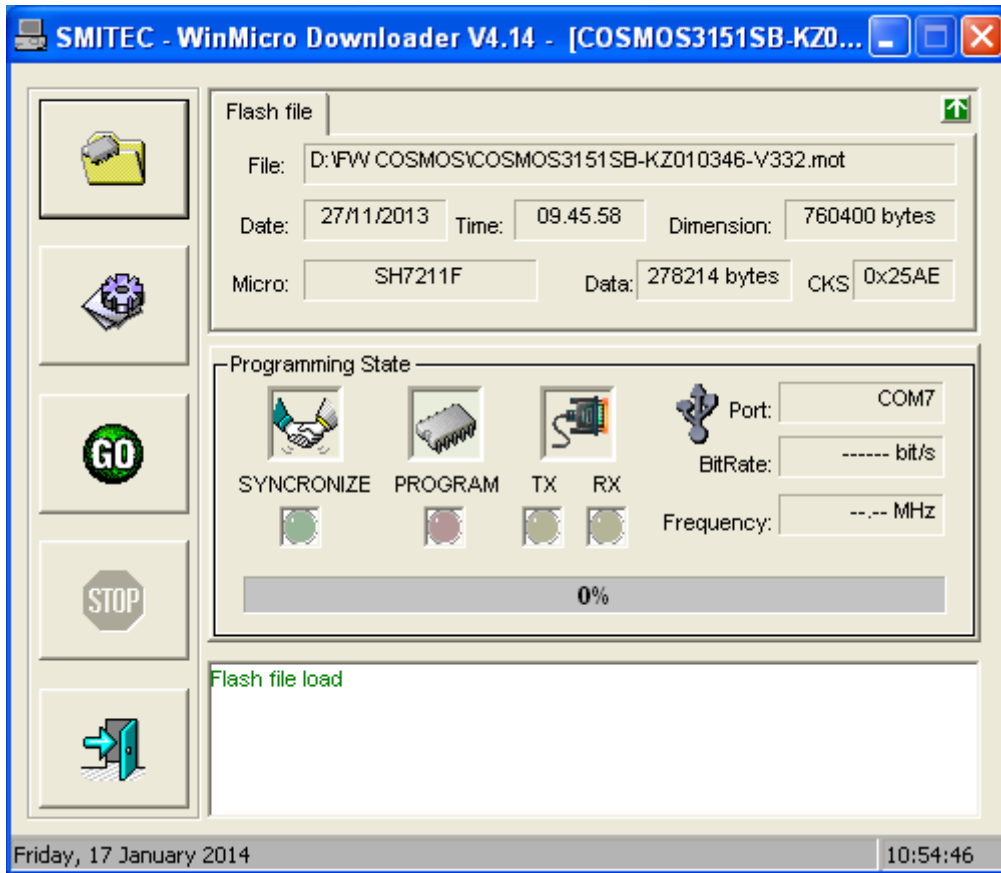 SMITEC - WinMicro Downloader V4.14 - [COSMOS3151SB-KZ0...
Flash file
File: D:\FW COSMOS\COSMOS3151SB-KZ010346-V332.mot
Date: 27/11/2013 Time: 09.45.58 Dimension: 760400 bytes
Micro: SH7211F Data: 278214 bytes CKS 0x25AE
Programming State
Port: COM7
BitRate: ------ bit/s
SYNCRONIZE PROGRAM TX RX
Frequency: --.-- MHz
GO
0%
STOP
Flash file load
Friday, 17 January 2014 10:54:46